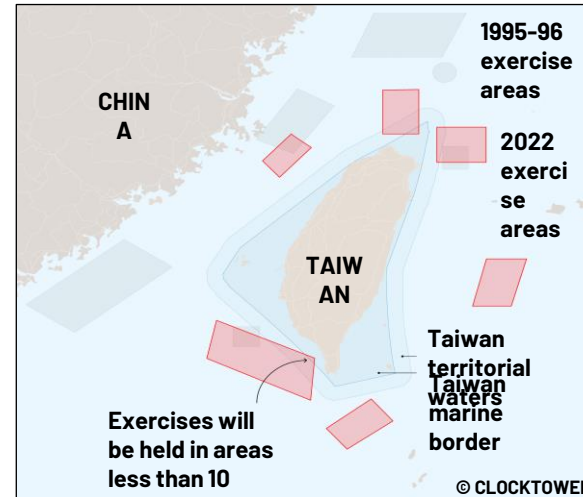 1995-96
exercise
areas
CHIN
A
2022
exerci
se
areas
TAIW
AN
Taiwan
territorial
waters
Taiwan
marine
border
Exercises will
be held in areas
less than 10
© CLOCKTOWER